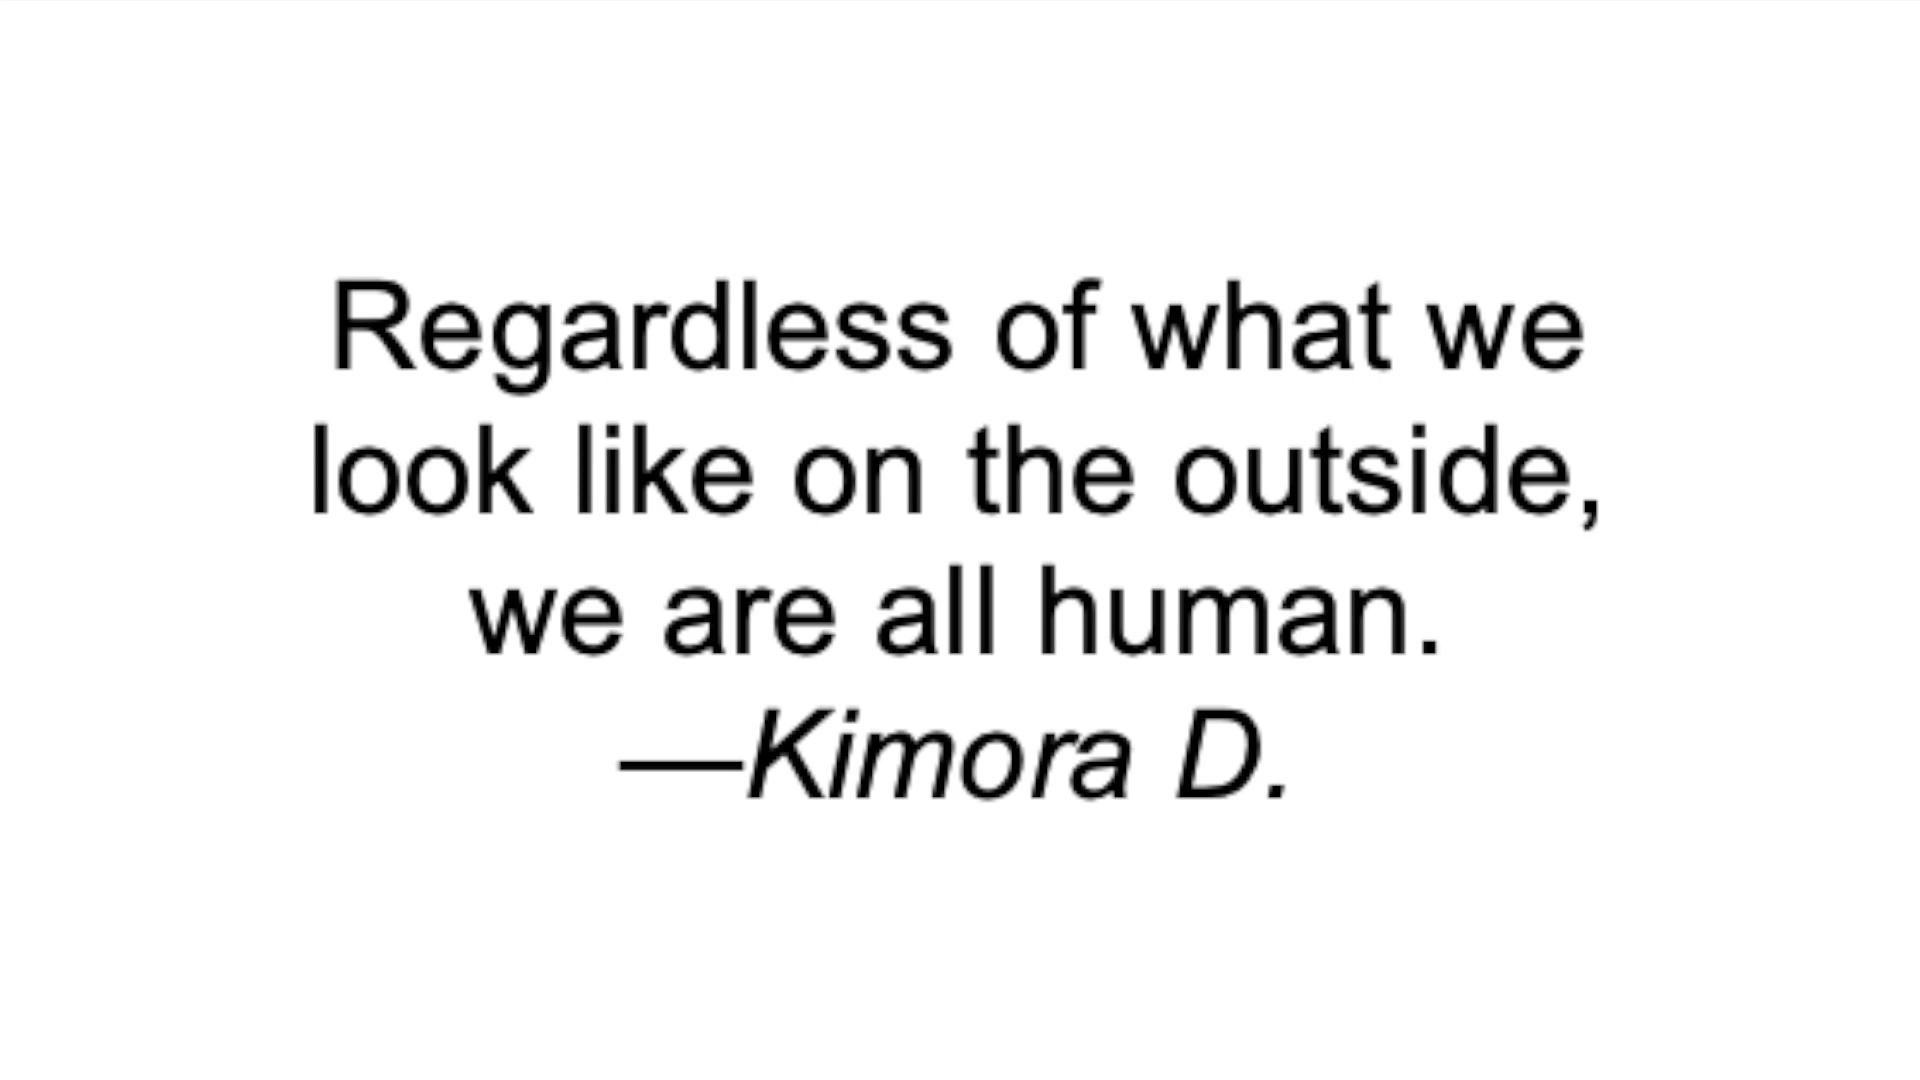 Regardless of what we
look like on the outside,
we are all human.
—Kimora D.